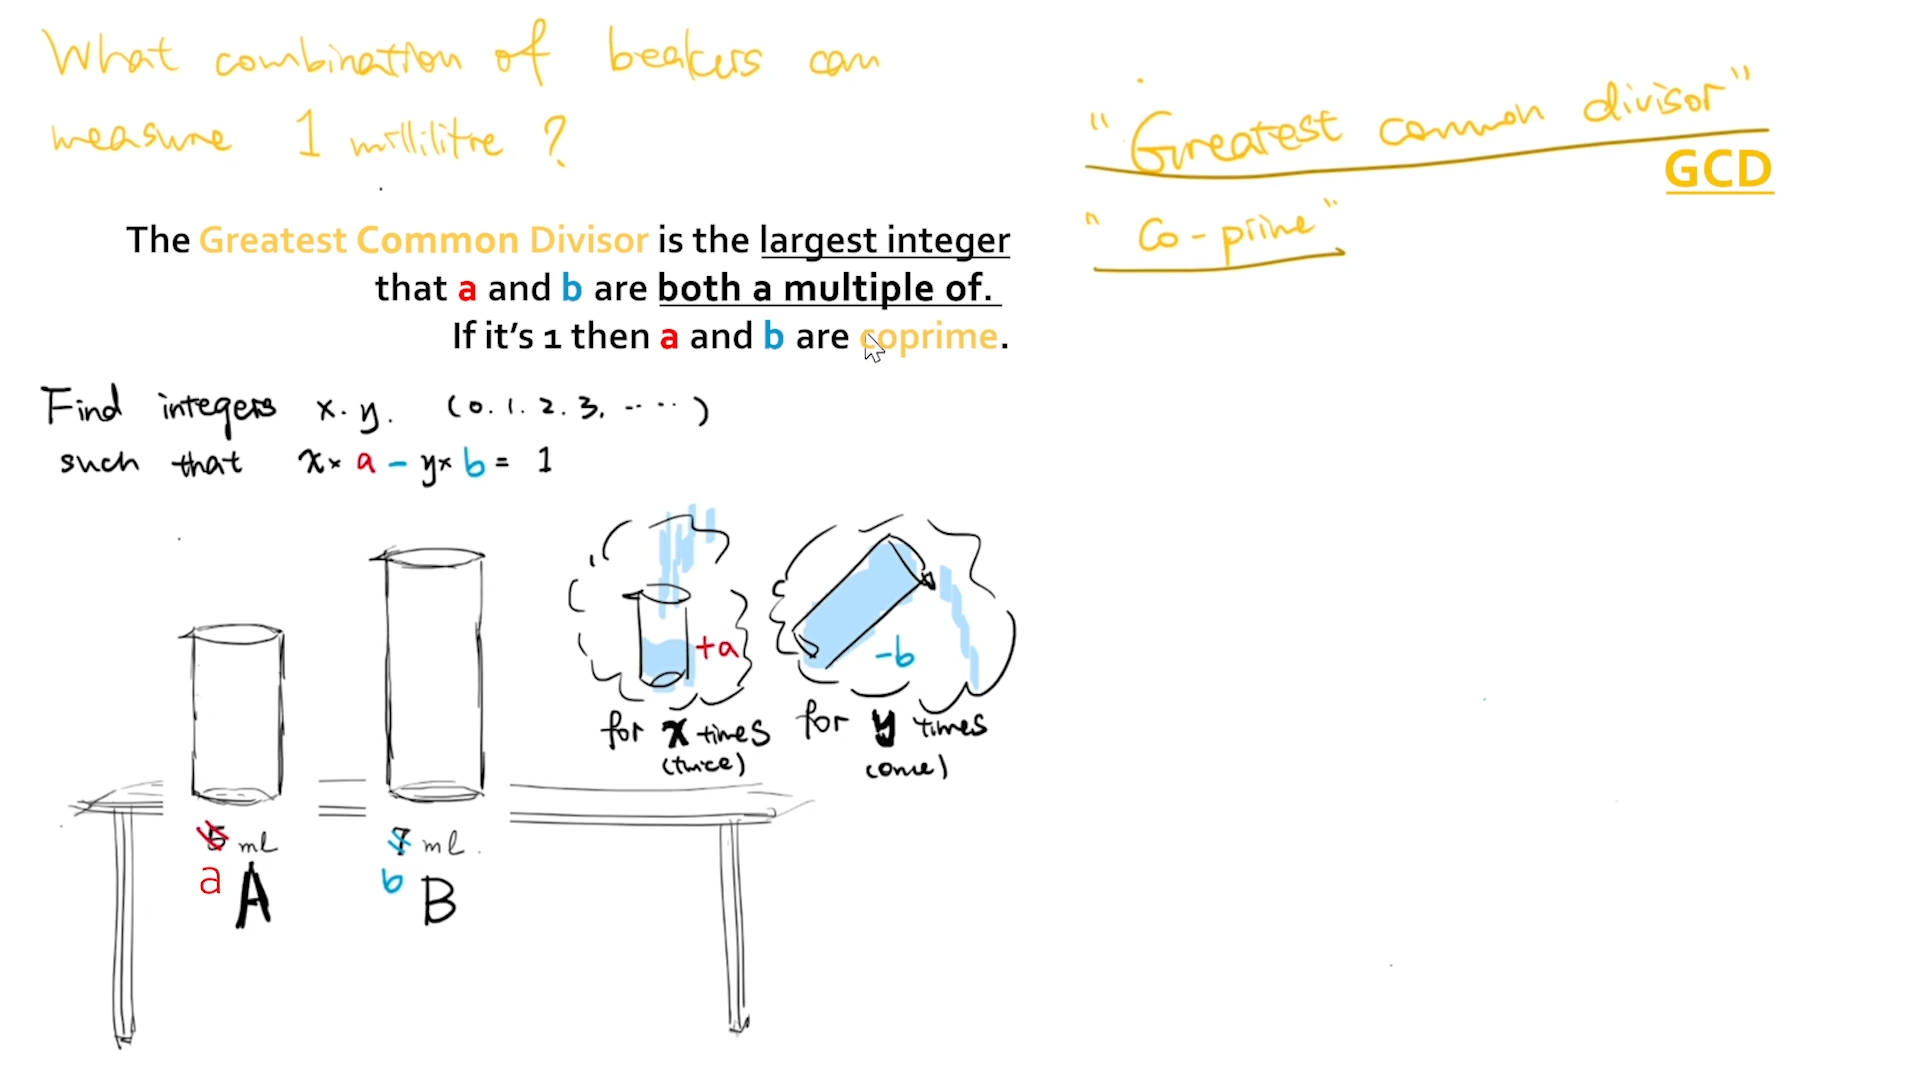 What combination of beakers can
measure 1 millilitre ?
"Greatest common divisor"
GCD
"Co-prime"
The Greatest Common Divisor is the largest integer
that a and b are both a multiple of.
If it's 1 then a and b are coprime.
Find integers x. y. (0. 1. 2. 3, .....)
such that x× a - y× b = 1
+a
-b
for x times
(twice)
for y times
(once)
ml
a A
7 ml.
b B